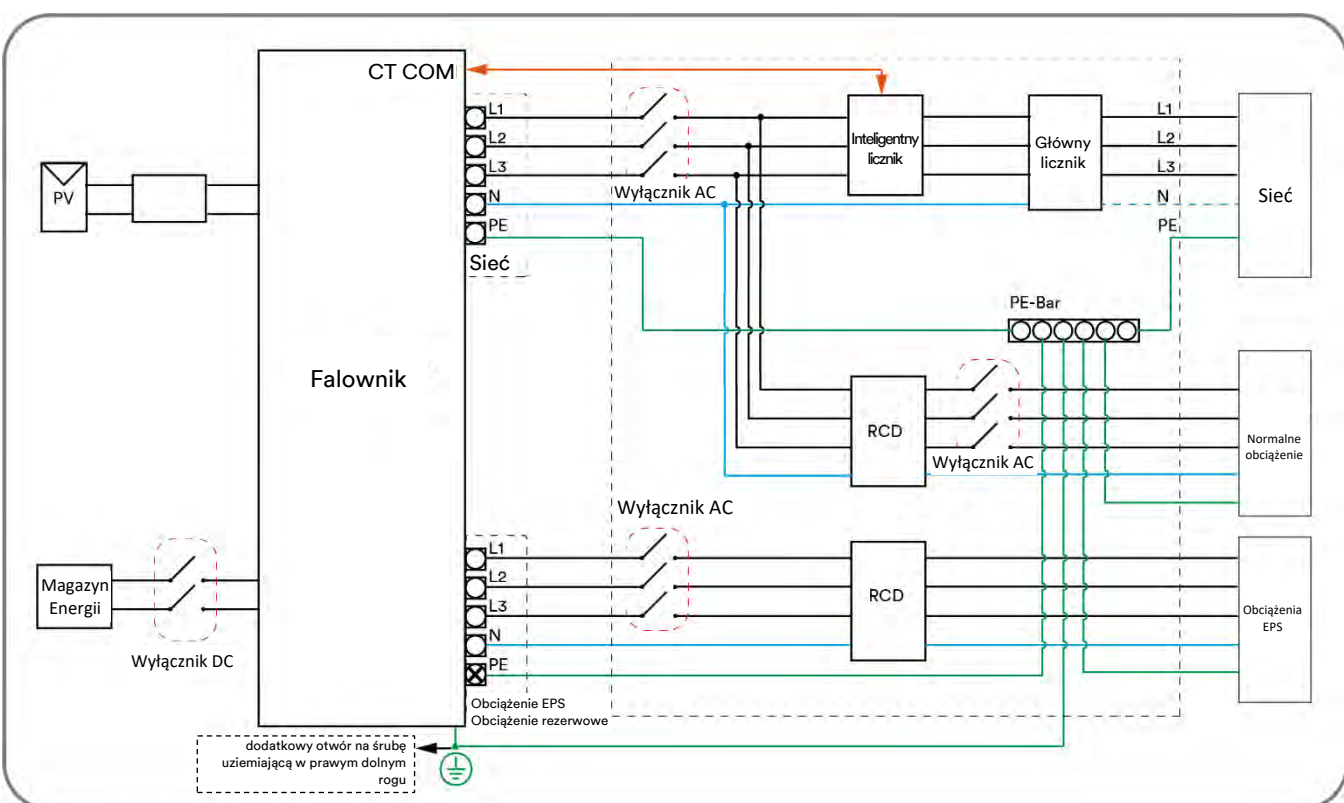 CT COM
L1
L2
L3
N
PE
Sieć
Wyłącznik AC
Inteligentny
licznik
Główny
licznik
L1
L2
L3
N
PE
Sieć
PV
Falownik
PE-Bar
RCD
Wyłącznik AC
Normalne
obciążenie
Magazyn
Energii
Wyłącznik DC
L1
L2
L3
N
PE
Obciążenie EPS
Obciążenie rezerwowe
Wyłącznik AC
RCD
Obciążenia
EPS
dodatkowy otwór na śrubę
uziemiającą w prawym dolnym
rogu